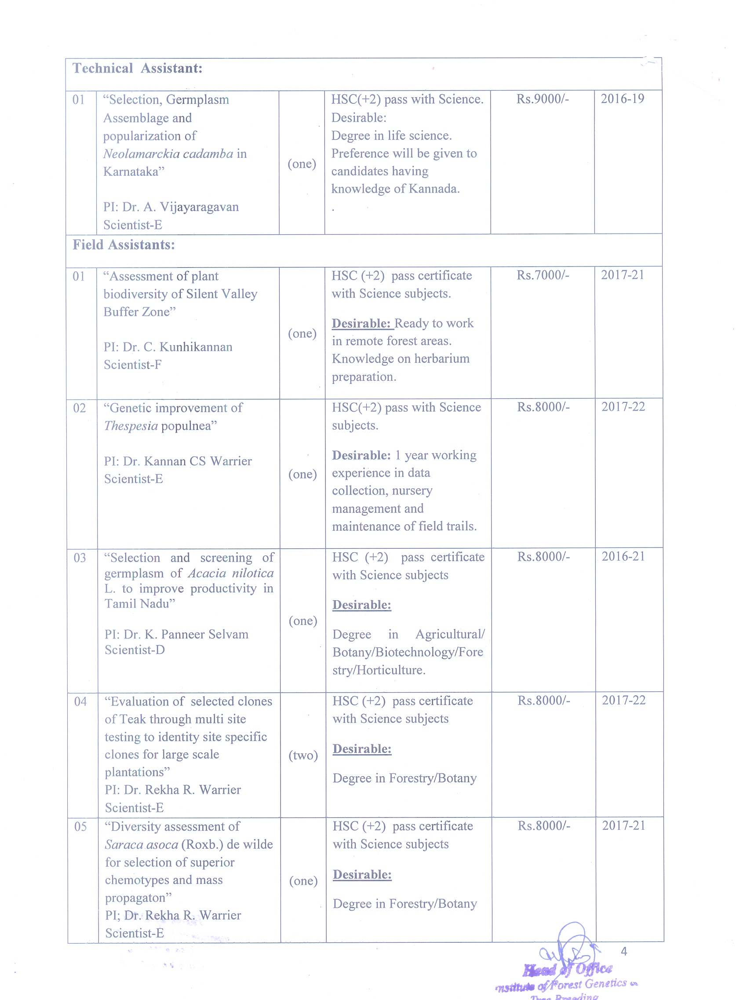 Technical Assistant:
01
“Selection, Germplasm
Assemblage and
popularization of
Neolamarckia cadamba in
Karnataka”
PI: Dr. A. Vijayaragavan
Scientist-E
(one)
HSC(+2) pass with Science.
Desirable:
Degree in life science.
Preference will be given to
candidates having
knowledge of Kannada.
.
Rs.9000/-
2016-19
Field Assistants:
01
“Assessment of plant
biodiversity of Silent Valley
Buffer Zone”
PI: Dr. C. Kunhikannan
Scientist-F
(one)
HSC (+2) pass certificate
with Science subjects.
Desirable: Ready to work
in remote forest areas.
Knowledge on herbarium
preparation.
Rs.7000/-
2017-21
02
“Genetic improvement of
Thespesia populnea”
PI: Dr. Kannan CS Warrier
Scientist-E
(one)
HSC(+2) pass with Science
subjects.
Desirable: 1 year working
experience in data
collection, nursery
management and
maintenance of field trails.
Rs.8000/-
2017-22
03
“Selection and screening of
germplasm of Acacia nilotica
L. to improve productivity in
Tamil Nadu”
PI: Dr. K. Panneer Selvam
Scientist-D
(one)
HSC (+2) pass certificate
with Science subjects
Desirable:
Degree in Agricultural/
Botany/Biotechnology/Fore
stry/Horticulture.
Rs.8000/-
2016-21
04
“Evaluation of selected clones
of Teak through multi site
testing to identity site specific
clones for large scale
plantations”
PI: Dr. Rekha R. Warrier
Scientist-E
(two)
HSC (+2) pass certificate
with Science subjects
Desirable:
Degree in Forestry/Botany
Rs.8000/-
2017-22
05
“Diversity assessment of
Saraca asoca (Roxb.) de wilde
for selection of superior
chemotypes and mass
propagaton”
PI; Dr. Rekha R. Warrier
Scientist-E
(one)
HSC (+2) pass certificate
with Science subjects
Desirable:
Degree in Forestry/Botany
Rs.8000/-
2017-21
4
Head of Office
Institute of Forest Genetics &
Tree Breeding